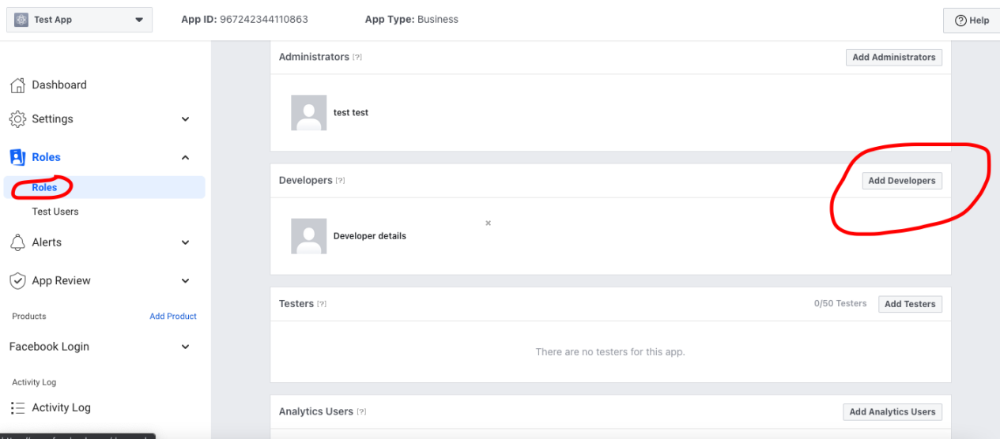 Test App
App ID: 967242344110863
App Type: Business
Help
Dashboard
Settings
Roles
Roles
Test Users
Alerts
App Review
Products
Add Product
Facebook Login
Activity Log
Activity Log
Administrators [?]
Add Administrators
test test
Developers [?]
Add Developers
×
Developer details
Testers [?]
0/50 Testers
Add Testers
There are no testers for this app.
Analytics Users [?]
Add Analytics Users